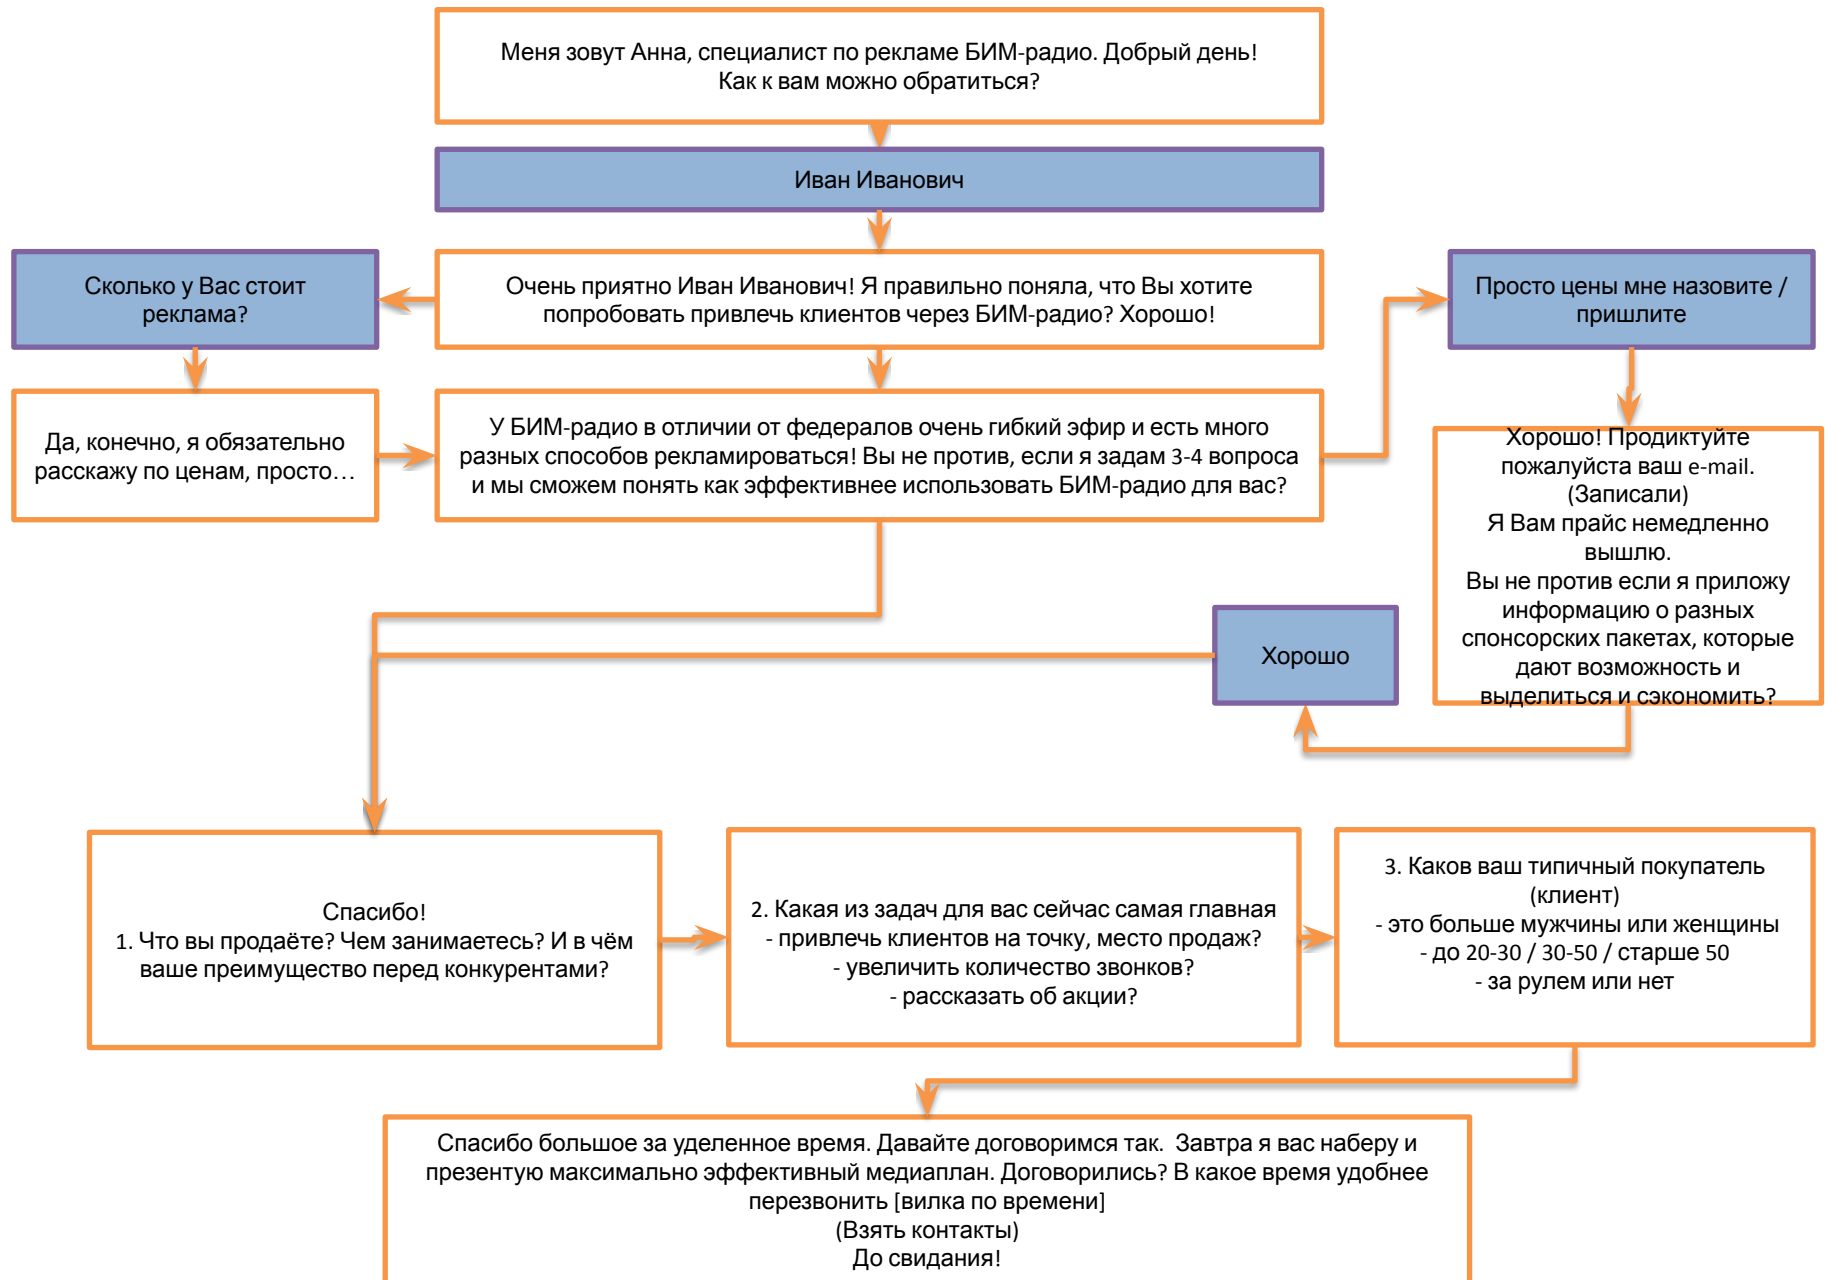 Меня зовут Анна, специалист по рекламе БИМ-радио. Добрый день!
Как к вам можно обратиться?
Иван Иванович
Сколько у Вас стоит
реклама?
Очень приятно Иван Иванович! Я правильно поняла, что Вы хотите
попробовать привлечь клиентов через БИМ-радио? Хорошо!
Просто цены мне назовите /
пришлите
Да, конечно, я обязательно
расскажу по ценам, просто…
У БИМ-радио в отличии от федералов очень гибкий эфир и есть много
разных способов рекламироваться! Вы не против, если я задам 3-4 вопроса
и мы сможем понять как эффективнее использовать БИМ-радио для вас?
Хорошо! Продиктуйте
пожалуйста ваш e-mail.
(Записали)
Я Вам прайс немедленно
вышлю.
Вы не против если я приложу
информацию о разных
спонсорских пакетах, которые
дают возможность и
выделиться и сэкономить?
Хорошо
Спасибо!
1. Что вы продаёте? Чем занимаетесь? И в чём
ваше преимущество перед конкурентами?
2. Какая из задач для вас сейчас самая главная
- привлечь клиентов на точку, место продаж?
- увеличить количество звонков?
- рассказать об акции?
3. Каков ваш типичный покупатель
(клиент)
- это больше мужчины или женщины
- до 20-30 / 30-50 / старше 50
- за рулем или нет
Спасибо большое за уделенное время. Давайте договоримся так. Завтра я вас наберу и
презентую максимально эффективный медиаплан. Договорились? В какое время удобнее
перезвонить [вилка по времени]
(Взять контакты)
До свидания!